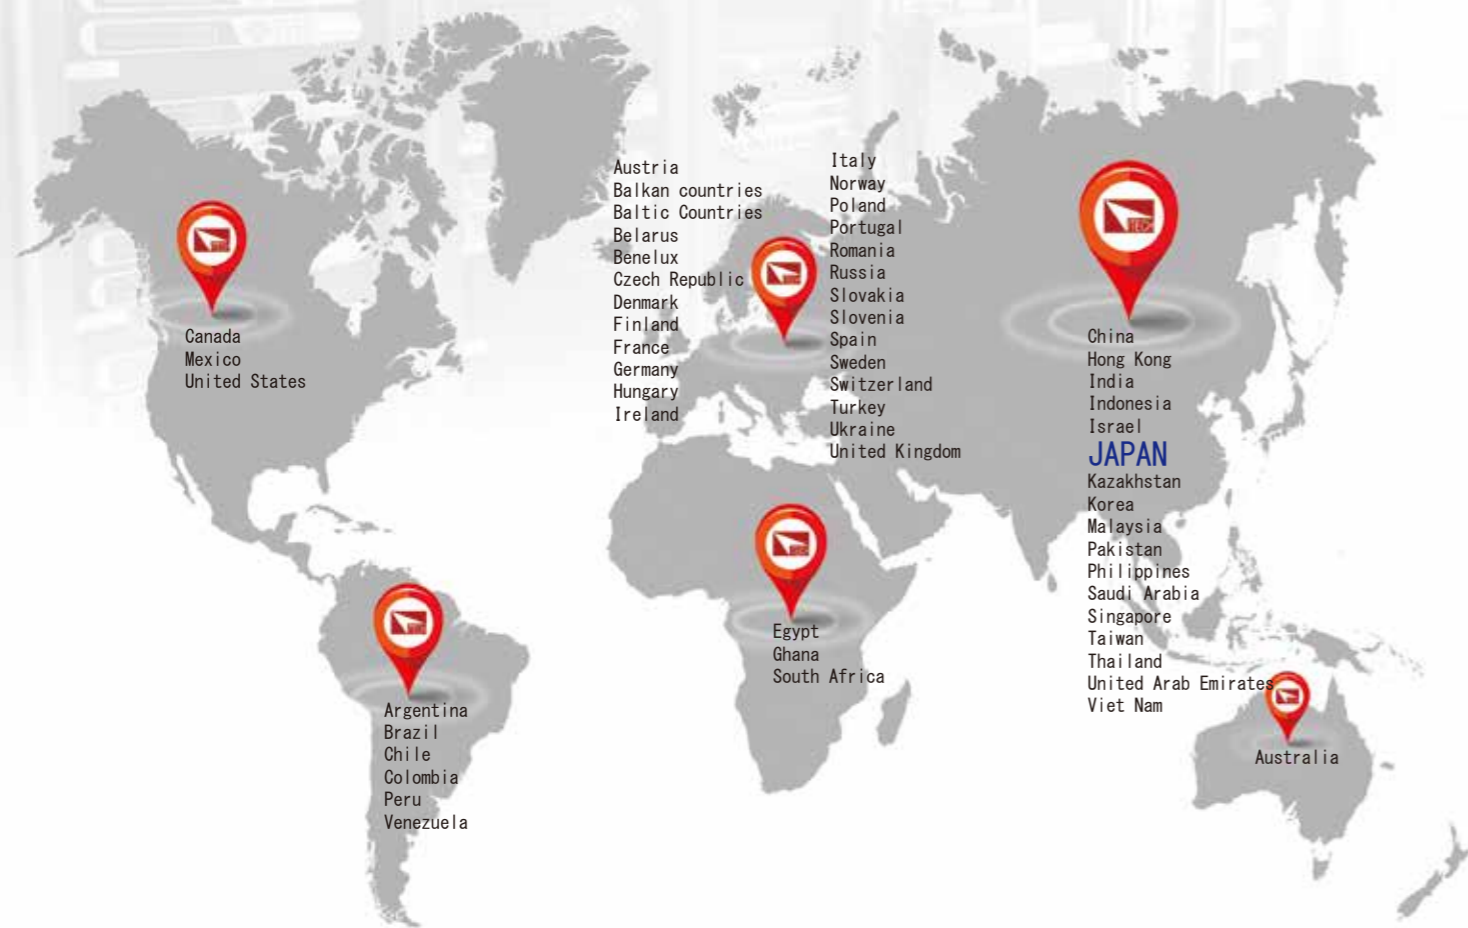 Canada
Mexico
United States
Austria
Balkan countries
Baltic Countries
Belarus
Benelux
Czech Republic
Denmark
Finland
France
Germany
Hungary
Ireland
Italy
Norway
Poland
Portugal
Romania
Russia
Slovakia
Slovenia
Spain
Sweden
Switzerland
Turkey
Ukraine
United Kingdom
TECH
China
Hong Kong
India
Indonesia
Israel
JAPAN
Kazakhstan
Korea
Malaysia
Pakistan
Philippines
Saudi Arabia
Singapore
Taiwan
Thailand
United Arab Emirates
Viet Nam
Egypt
Ghana
South Africa
Argentina
Brazil
Chile
Colombia
Peru
Venezuela
Australia